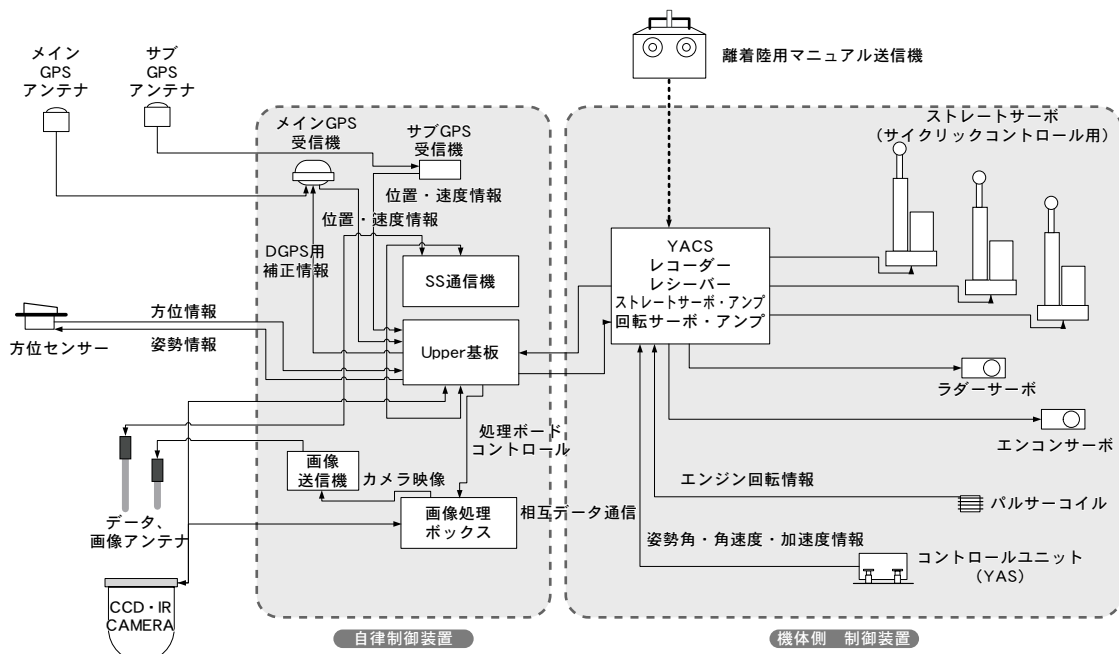 メイン
GPS
アンテナ
サブ
GPS
アンテナ
離着陸用マニュアル送信機
メインGPS
受信機
サブGPS
受信機
ストレートサーボ
(サイクリックコントロール用)
位置・速度情報
位置・速度情報
DGPS用
補正情報
SS通信機
YACS
レコーダー
レシーバー
ストレートサーボ・アンプ
回転サーボ・アンプ
方位情報
方位センサー
姿勢情報
Upper基板
ラダーサーボ
処理ボード
コントロール
エンコンサーボ
画像
送信機
カメラ映像
エンジン回転情報
画像処理
ボックス
相互データ通信
パルサーコイル
データ、
画像アンテナ
姿勢角・角速度・加速度情報
コントロールユニット
(YAS)
CCD・IR
CAMERA
自律制御装置
機体側 制御装置